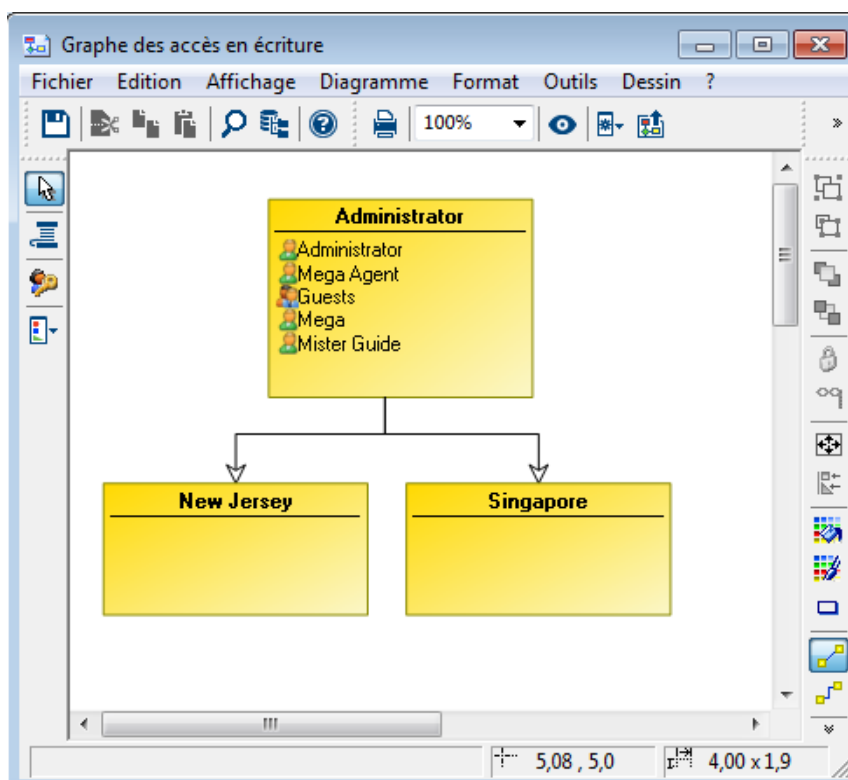 Graphe des accès en écriture
Fichier Edition Affichage Diagramme Format Outils Dessin ?
100%
Administrator
Administrator
Mega Agent
Guests
Mega
Mister Guide
New Jersey
Singapore
5,08 , 5,0
4,00 x 1,9